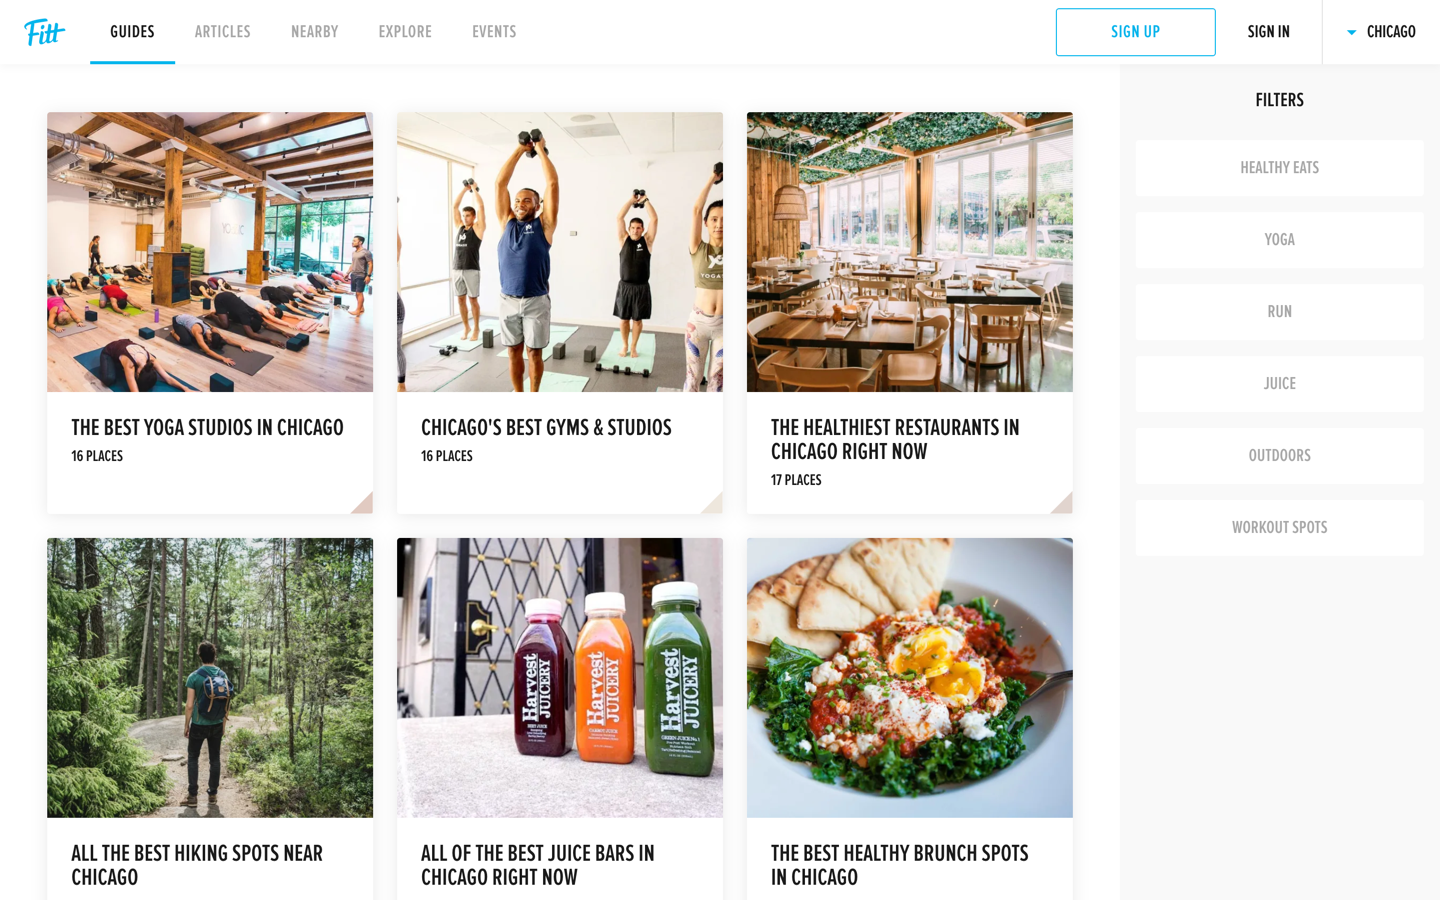 Fitt
GUIDES
ARTICLES
NEARBY
EXPLORE
EVENTS
SIGN UP
SIGN IN
CHICAGO
THE BEST YOGA STUDIOS IN CHICAGO
16 PLACES
CHICAGO'S BEST GYMS & STUDIOS
16 PLACES
THE HEALTHIEST RESTAURANTS IN
CHICAGO RIGHT NOW
17 PLACES
Harvest
JUICERY
Harvest
JUICERY
Harvest
JUICERY
ALL THE BEST HIKING SPOTS NEAR
CHICAGO
ALL OF THE BEST JUICE BARS IN
CHICAGO RIGHT NOW
THE BEST HEALTHY BRUNCH SPOTS
IN CHICAGO
FILTERS
HEALTHY EATS
YOGA
RUN
JUICE
OUTDOORS
WORKOUT SPOTS